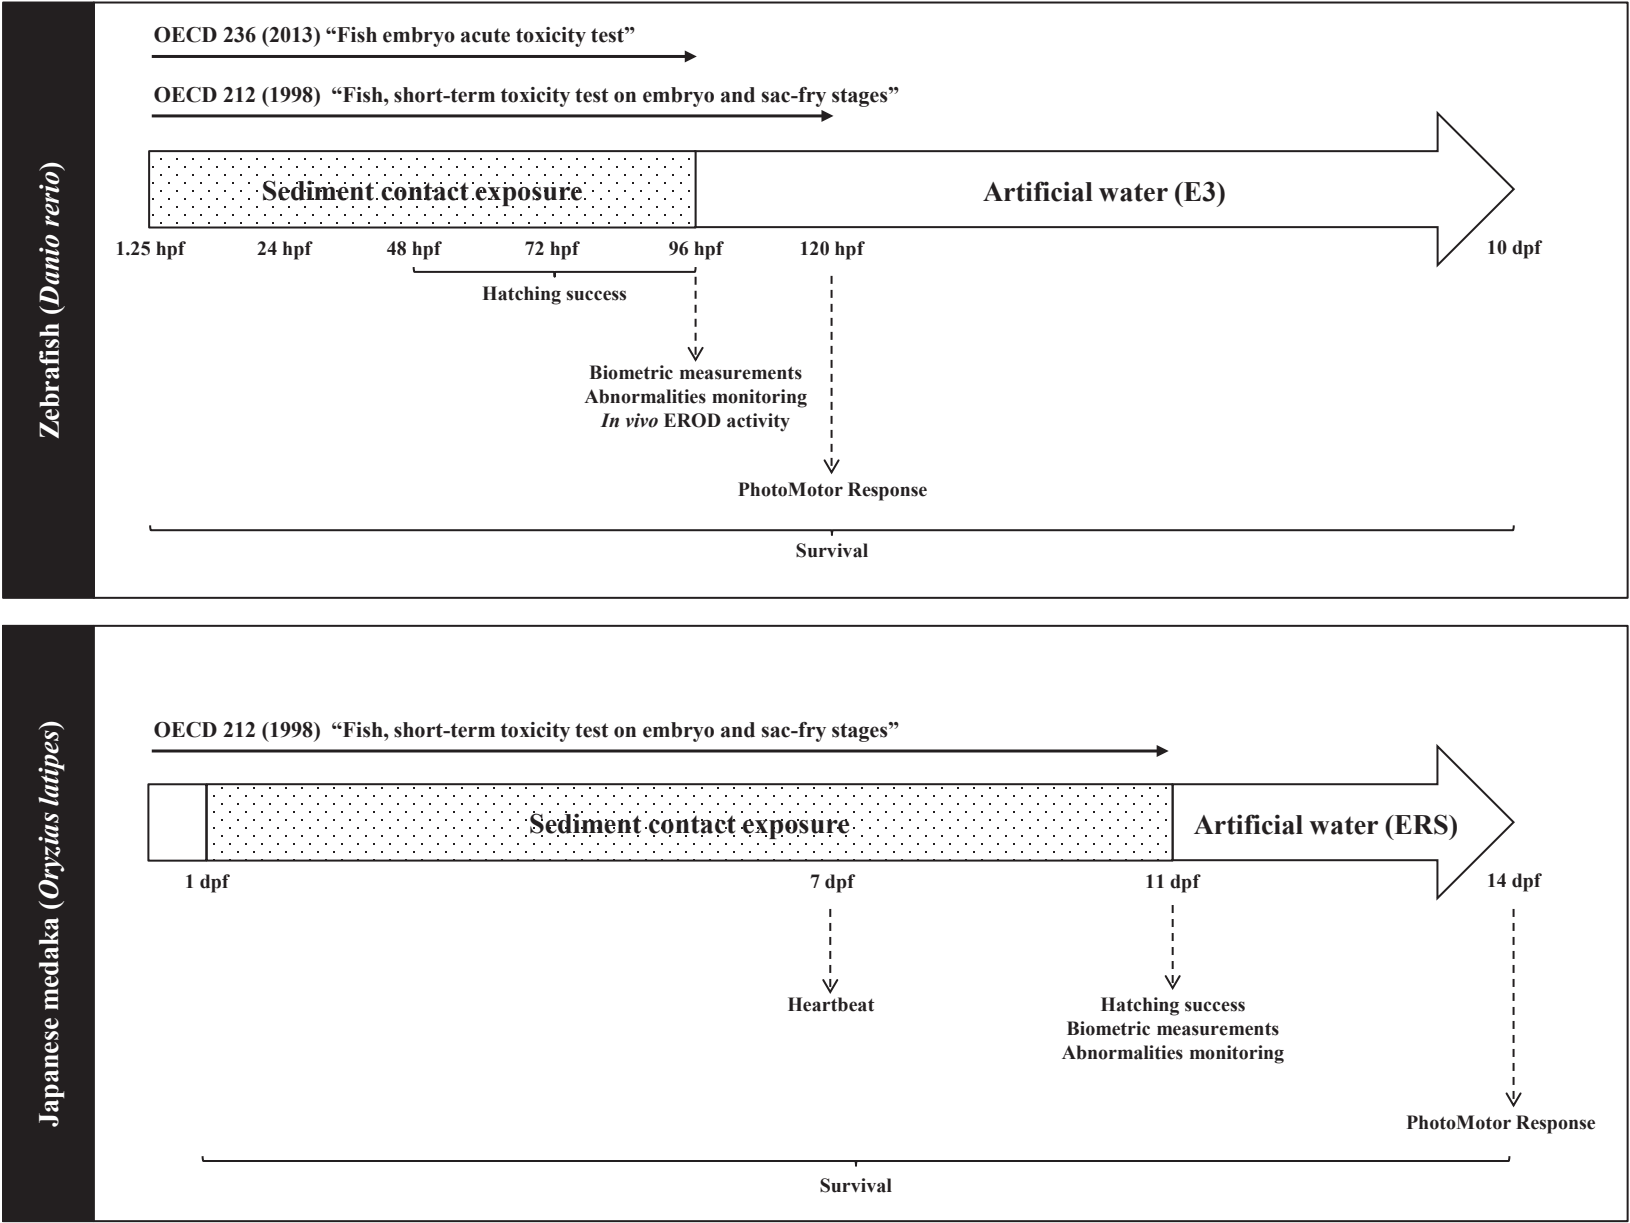 Zebrafish (Danio rerio)
OECD 236 (2013) “Fish embryo acute toxicity test”
OECD 212 (1998) “Fish, short-term toxicity test on embryo and sac-fry stages”
Sediment contact exposure
Artificial water (E3)
1.25 hpf
24 hpf
48 hpf
72 hpf
96 hpf
120 hpf
10 dpf
Hatching success
Biometric measurements
Abnormalities monitoring
In vivo EROD activity
PhotoMotor Response
Survival
Japanese medaka (Oryzias latipes)
OECD 212 (1998) “Fish, short-term toxicity test on embryo and sac-fry stages”
Sediment contact exposure
Artificial water (ERS)
1 dpf
7 dpf
11 dpf
14 dpf
Heartbeat
Hatching success
Biometric measurements
Abnormalities monitoring
PhotoMotor Response
Survival